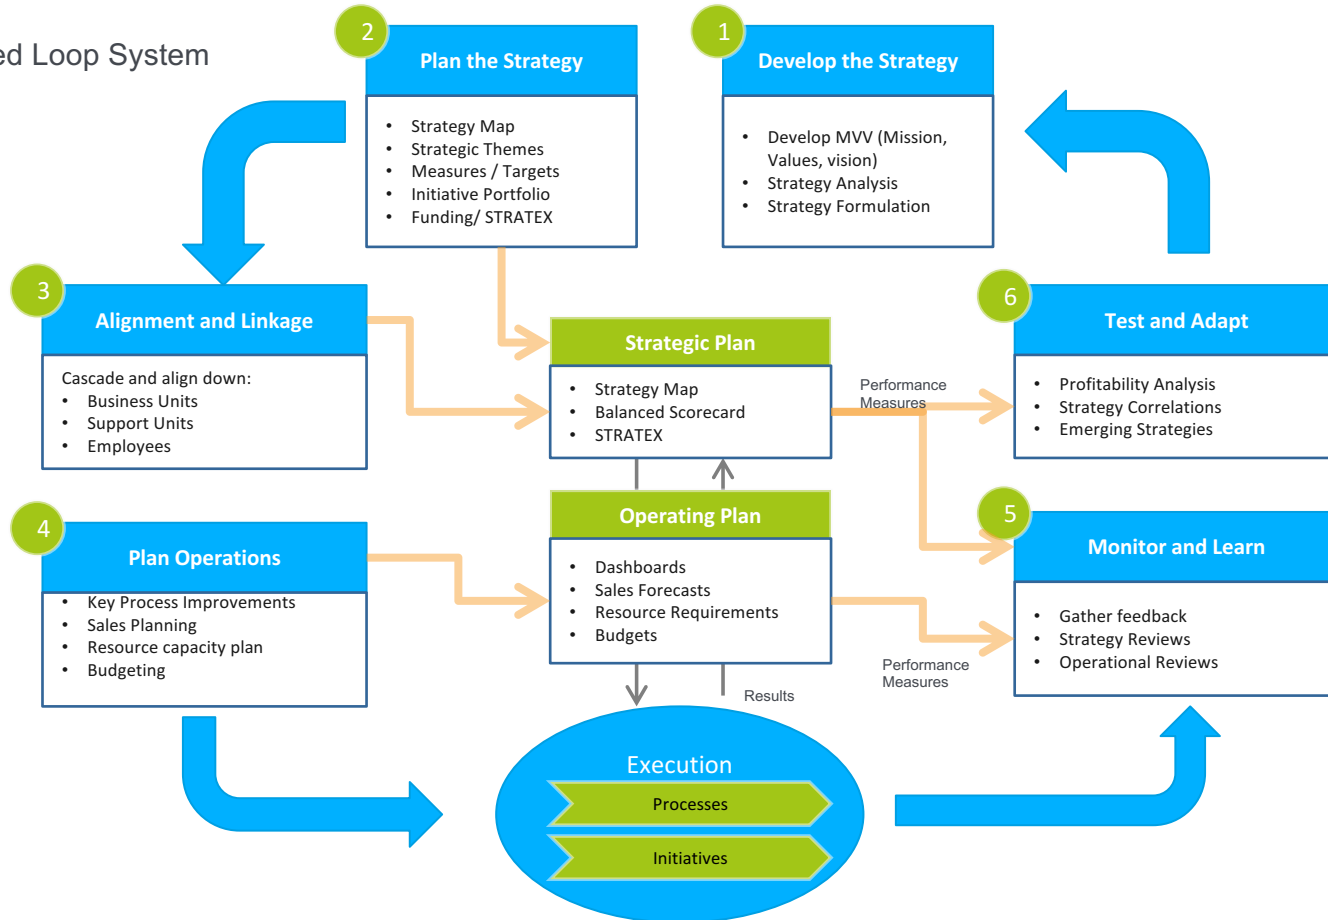 ed Loop System
2
Plan the Strategy
• Strategy Map
• Strategic Themes
• Measures / Targets
• Initiative Portfolio
• Funding/ STRATEX
1
Develop the Strategy
• Develop MVV (Mission,
Values, vision)
• Strategy Analysis
• Strategy Formulation
3
Alignment and Linkage
Cascade and align down:
• Business Units
• Support Units
• Employees
Strategic Plan
• Strategy Map
• Balanced Scorecard
• STRATEX
Performance
Measures
6
Test and Adapt
• Profitability Analysis
• Strategy Correlations
• Emerging Strategies
4
Plan Operations
• Key Process Improvements
• Sales Planning
• Resource capacity plan
• Budgeting
Operating Plan
• Dashboards
• Sales Forecasts
• Resource Requirements
• Budgets
5
Monitor and Learn
• Gather feedback
• Strategy Reviews
• Operational Reviews
Performance
Measures
Results
Execution
Processes
Initiatives